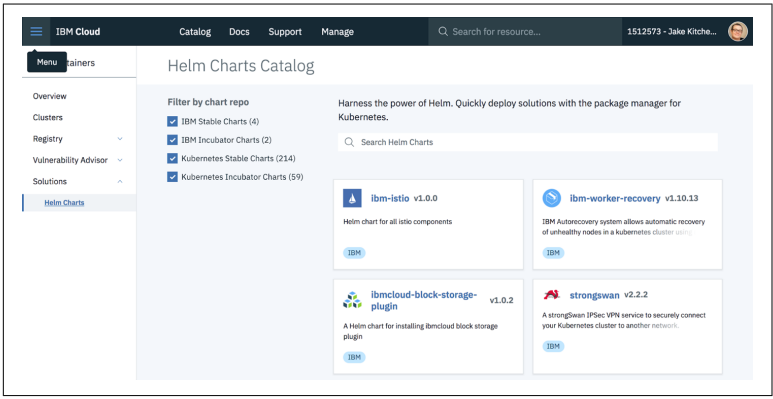 IBM Cloud
Catalog Docs Support Manage
Search for resource...
1512573 - Jake Kitche...
Menu
tainers
Overview
Clusters
Registry
Vulnerability Advisor
Solutions
Helm Charts
Helm Charts Catalog
Filter by chart repo
IBM Stable Charts (4)
IBM Incubator Charts (2)
Kubernetes Stable Charts (214)
Kubernetes Incubator Charts (59)
Harness the power of Helm. Quickly deploy solutions with the package manager for
Kubernetes.
Search Helm Charts
ibm-istio v1.0.0
Helm chart for all istio components
IBM
ibm-worker-recovery v1.10.13
IBM Autorecovery system allows automatic recovery
of unhealthy nodes in a kubernetes cluster using
IBM
ibmcloud-block-storage-
plugin v1.0.2
A Helm chart for installing ibmcloud block storage
plugin
IBM
strongswan v2.2.2
A strongSwan IPSec VPN service to securely connect
your Kubernetes cluster to another network.
IBM